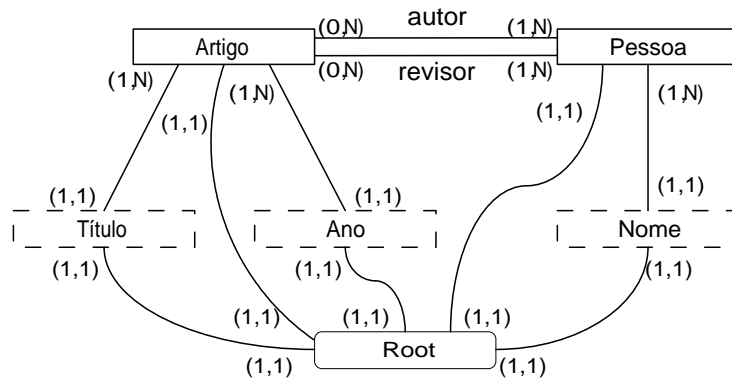 autor
(0,N) (1,N)
Artigo Pessoa
(0,N) (1,N)
revisor
(1,N) (1,1) (1,N) (1,1) (1,N)
(1,1) (1,1) (1,1)
Título Ano Nome
(1,1) (1,1) (1,1)
(1,1) (1,1) (1,1)
Root
(1,1) (1,1)